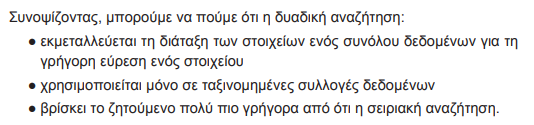 Συνοψίζοντας, μπορούμε να πούμε ότι η δυαδική αναζήτηση:
● εκμεταλλεύεται τη διάταξη των στοιχείων ενός συνόλου δεδομένων για τη
γρήγορη εύρεση ενός στοιχείου
● χρησιμοποιείται μόνο σε ταξινομημένες συλλογές δεδομένων
● βρίσκει το ζητούμενο πολύ πιο γρήγορα από ότι η σειριακή αναζήτηση.